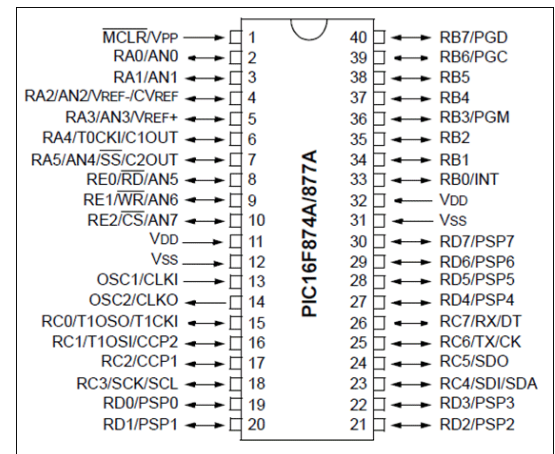 MCLR/VPP 1 40 RB7/PGD
RA0/AN0 2 39 RB6/PGC
RA1/AN1 3 38 RB5
RA2/AN2/VREF-/CVREF 4 37 RB4
RA3/AN3/VREF+ 5 36 RB3/PGM
RA4/T0CKI/C1OUT 6 35 RB2
RA5/AN4/SS/C2OUT 7 34 RB1
RE0/RD/AN5 8 33 RB0/INT
RE1/WR/AN6 9 32 VDD
RE2/CS/AN7 10 31 VSS
VDD 11 30 RD7/PSP7
VSS 12 29 RD6/PSP6
OSC1/CLKI 13 28 RD5/PSP5
OSC2/CLKO 14 27 RD4/PSP4
RC0/T1OSO/T1CKI 15 26 RC7/RX/DT
RC1/T1OSI/CCP2 16 25 RC6/TX/CK
RC2/CCP1 17 24 RC5/SDO
RC3/SCK/SCL 18 23 RC4/SDI/SDA
RD0/PSP0 19 22 RD3/PSP3
RD1/PSP1 20 21 RD2/PSP2
PIC16F874A/877A